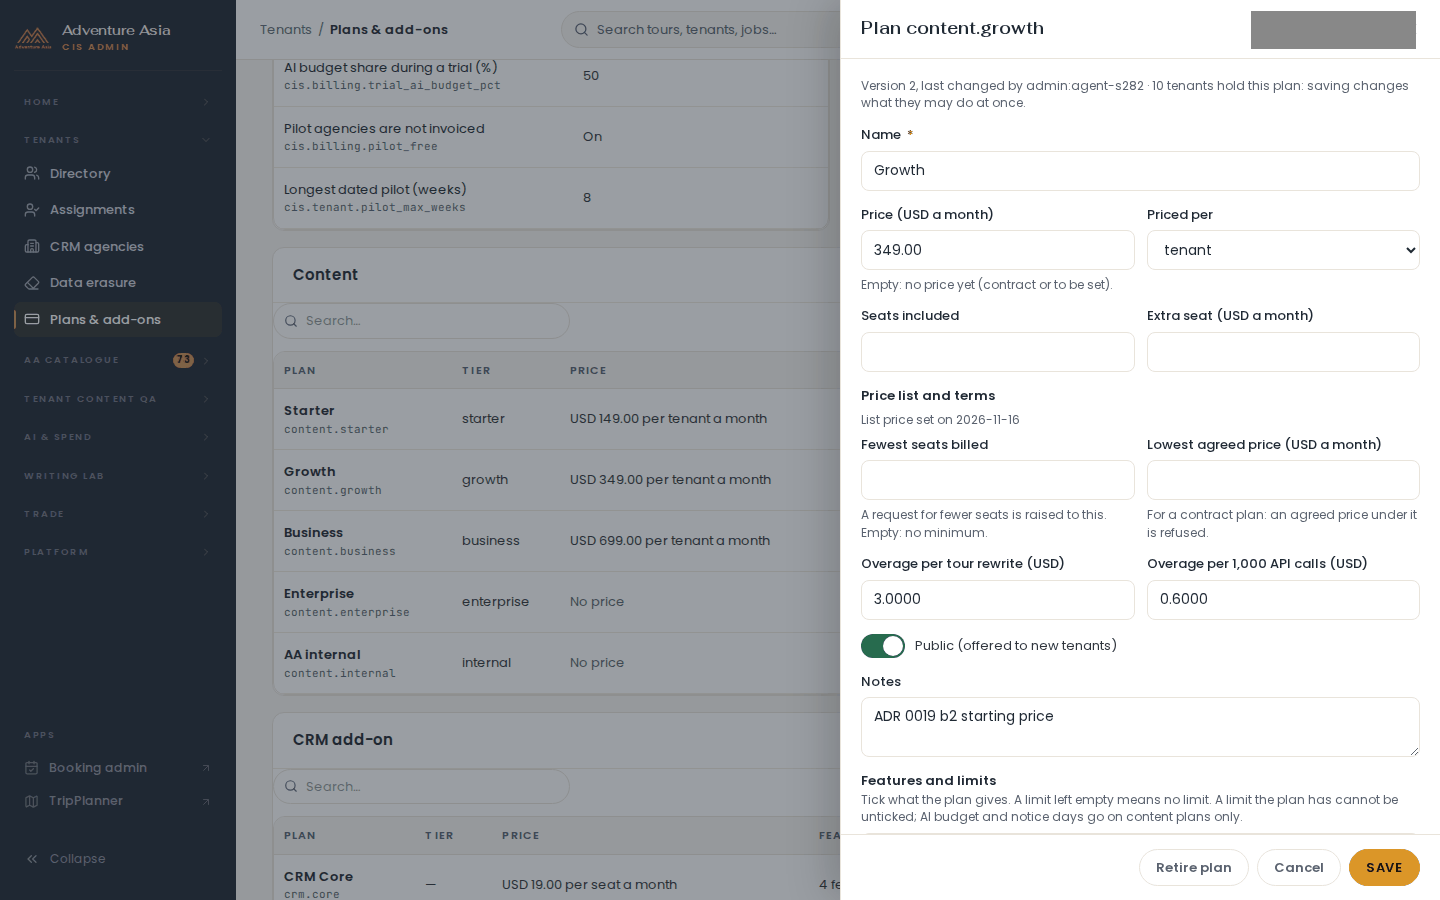 Adventure Asia
CIS ADMIN
HOME
TENANTS
Directory
Assignments
CRM agencies
Data erasure
Plans & add-ons
AA CATALOGUE 73
TENANT CONTENT QA
AI & SPEND
WRITING LAB
TRADE
PLATFORM
APPS
Booking admin
TripPlanner
Collapse
Tenants / Plans & add-ons
Search tours, tenants, jobs...
AI budget share during a trial (%)
cis.billing.trial_ai_budget_pct
50
Pilot agencies are not invoiced
cis.billing.pilot_free
On
Longest dated pilot (weeks)
cis.tenant.pilot_max_weeks
8
Content
Search...
PLAN TIER PRICE
Starter
content.starter
starter
USD 149.00 per tenant a month
Growth
content.growth
growth
USD 349.00 per tenant a month
Business
content.business
business
USD 699.00 per tenant a month
Enterprise
content.enterprise
enterprise
No price
AA internal
content.internal
internal
No price
CRM add-on
Search...
PLAN TIER PRICE FEA
CRM Core
crm.core
—
USD 19.00 per seat a month
4 fe
Plan content.growth
Version 2, last changed by admin:agent-s282 · 10 tenants hold this plan: saving changes
what they may do at once.
Name *
Growth
Price (USD a month) Priced per
349.00 tenant
Empty: no price yet (contract or to be set).
Seats included Extra seat (USD a month)
Price list and terms
List price set on 2026-11-16
Fewest seats billed Lowest agreed price (USD a month)
A request for fewer seats is raised to this.
Empty: no minimum.
For a contract plan: an agreed price under it
is refused.
Overage per tour rewrite (USD) Overage per 1,000 API calls (USD)
3.0000 0.6000
Public (offered to new tenants)
Notes
ADR 0019 b2 starting price
Features and limits
Tick what the plan gives. A limit left empty means no limit. A limit the plan has cannot be
unticked; AI budget and notice days go on content plans only.
Retire plan Cancel SAVE